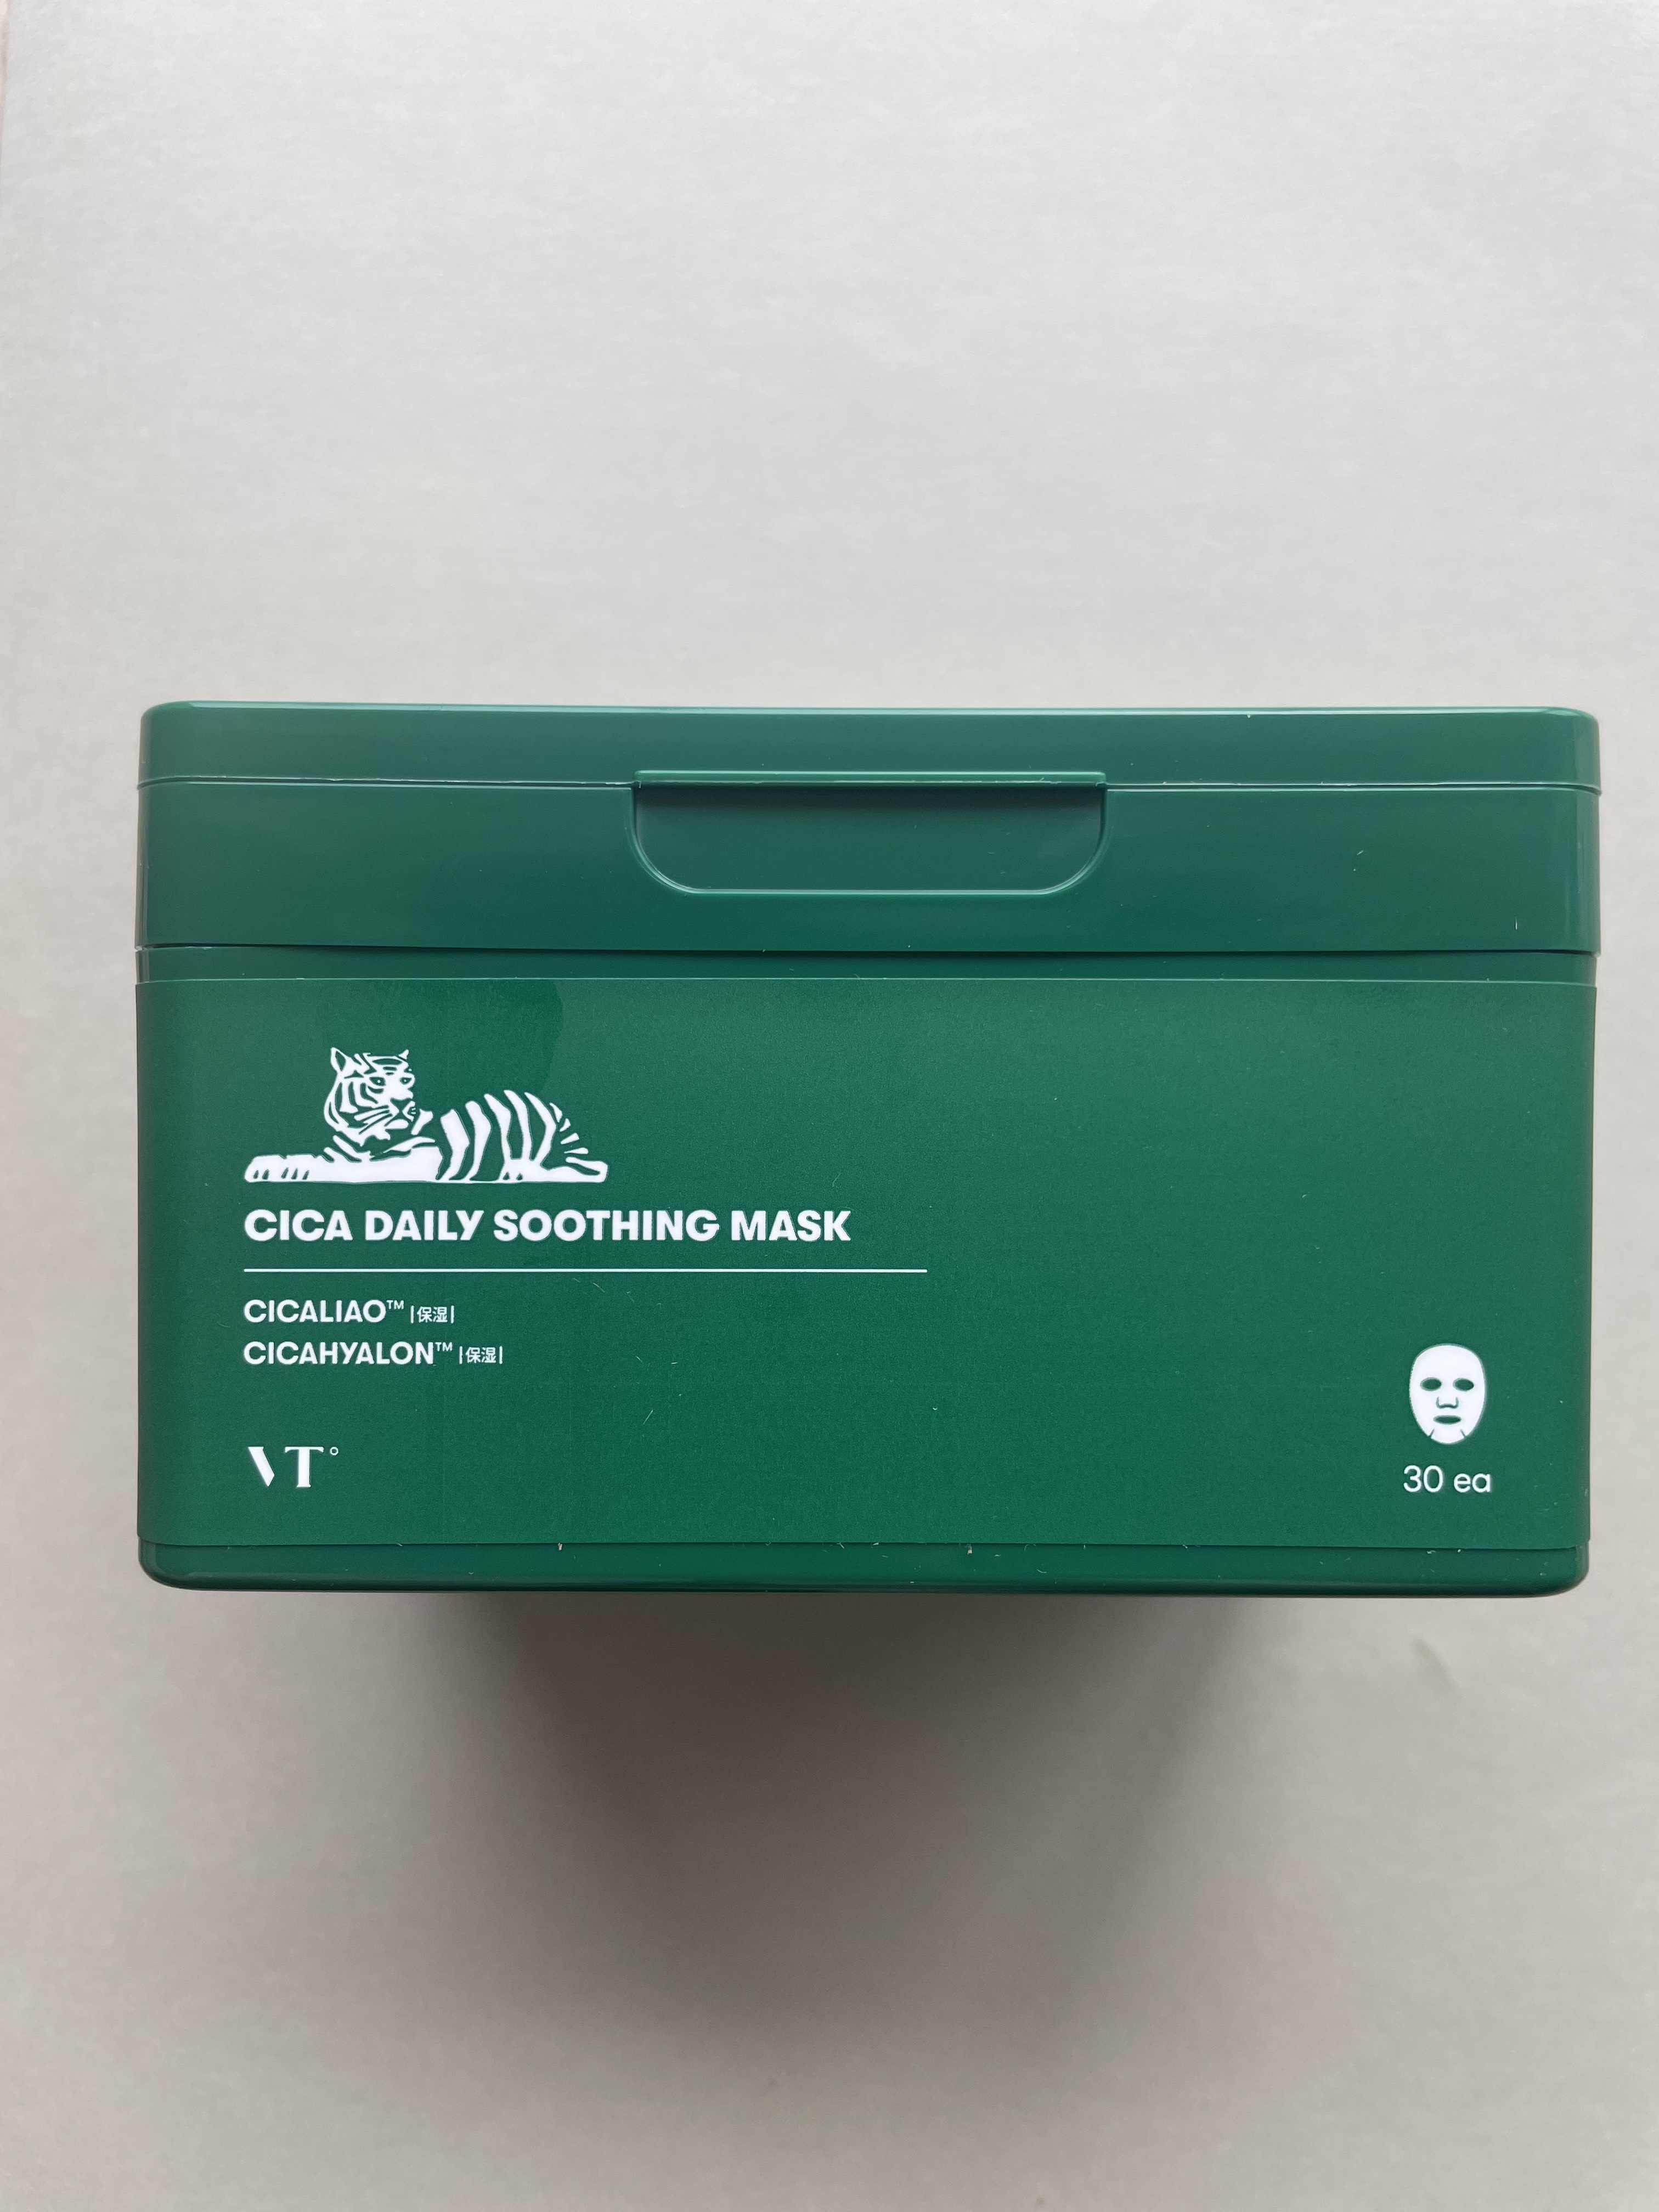 CICA DAILY SOOTHING MASK
CICALIAO™ |保湿|
CICAHYALON™ |保湿|
VT°
30 ea